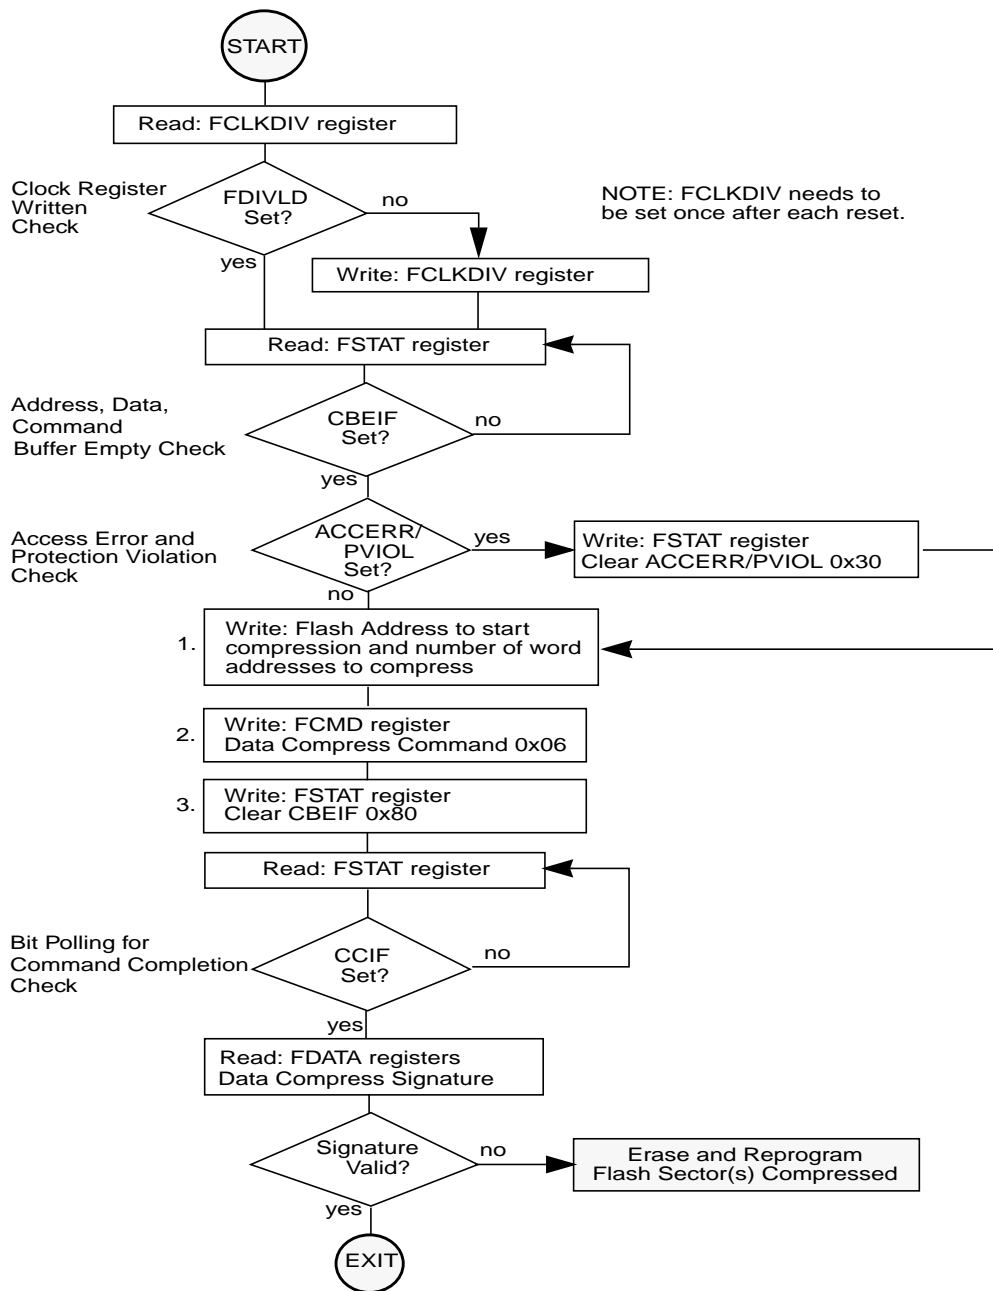 START
Read: FCLKDIV register
Clock Register
Written
Check
FDIVLD
Set?
no
yes
NOTE: FCLKDIV needs to
be set once after each reset.
Write: FCLKDIV register
Read: FSTAT register
Address, Data,
Command
Buffer Empty Check
CBEIF
Set?
no
yes
Access Error and
Protection Violation
Check
ACCERR/
PVIOL
Set?
yes
no
Write: FSTAT register
Clear ACCERR/PVIOL 0x30
1.
Write: Flash Address to start
compression and number of word
addresses to compress
2.
Write: FCMD register
Data Compress Command 0x06
3.
Write: FSTAT register
Clear CBEIF 0x80
Read: FSTAT register
Bit Polling for
Command Completion
Check
CCIF
Set?
no
yes
Read: FDATA registers
Data Compress Signature
Signature
Valid?
no
yes
Erase and Reprogram
Flash Sector(s) Compressed
EXIT